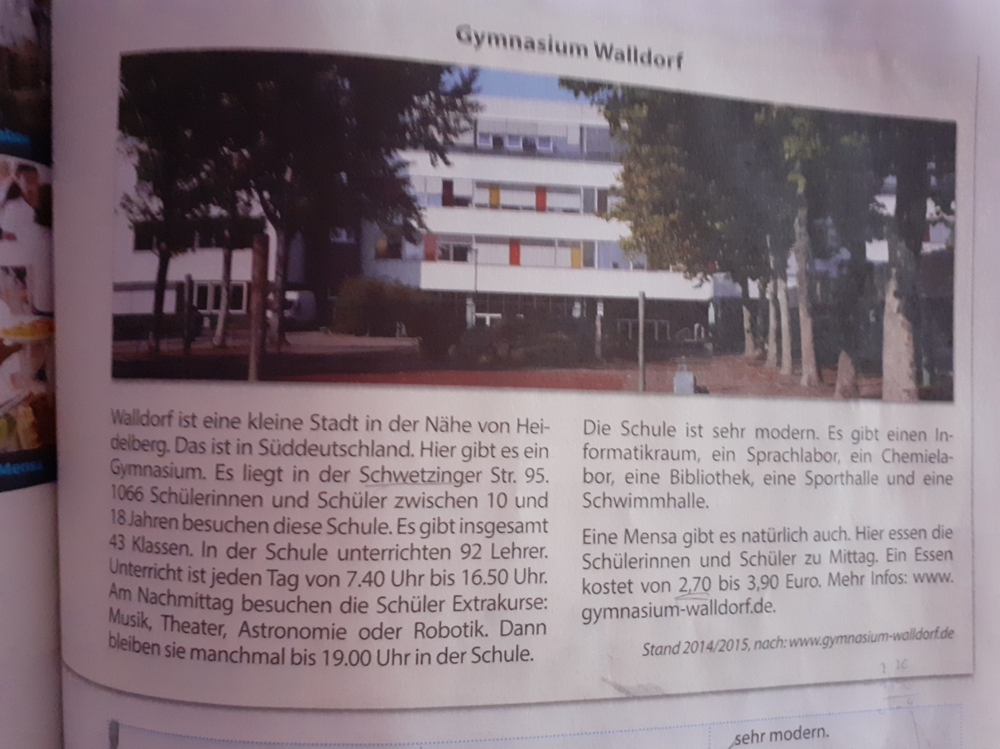 Gymnasium Walldorf
Walldorf ist eine kleine Stadt in der Nähe von Hei-
delberg. Das ist in Süddeutschland. Hier gibt es ein
Gymnasium. Es liegt in der Schwetzinger Str. 95.
1066 Schülerinnen und Schüler zwischen 10 und
18 Jahren besuchen diese Schule. Es gibt insgesamt
43 Klassen. In der Schule unterrichten 92 Lehrer.
Unterricht ist jeden Tag von 7.40 Uhr bis 16.50 Uhr.
Am Nachmittag besuchen die Schüler Extrakurse:
Musik, Theater, Astronomie oder Robotik. Dann
bleiben sie manchmal bis 19.00 Uhr in der Schule.
Die Schule ist sehr modern. Es gibt einen In-
formatikraum, ein Sprachlabor, ein Chemiela-
bor, eine Bibliothek, eine Sporthalle und eine
Schwimmhalle.
Eine Mensa gibt es natürlich auch. Hier essen die
Schülerinnen und Schüler zu Mittag. Ein Essen
kostet von 2,70 bis 3,90 Euro. Mehr Infos: www.
gymnasium-walldorf.de.
Stand 2014/2015, nach: www.gymnasium-walldorf.de
sehr modern.
Mensa